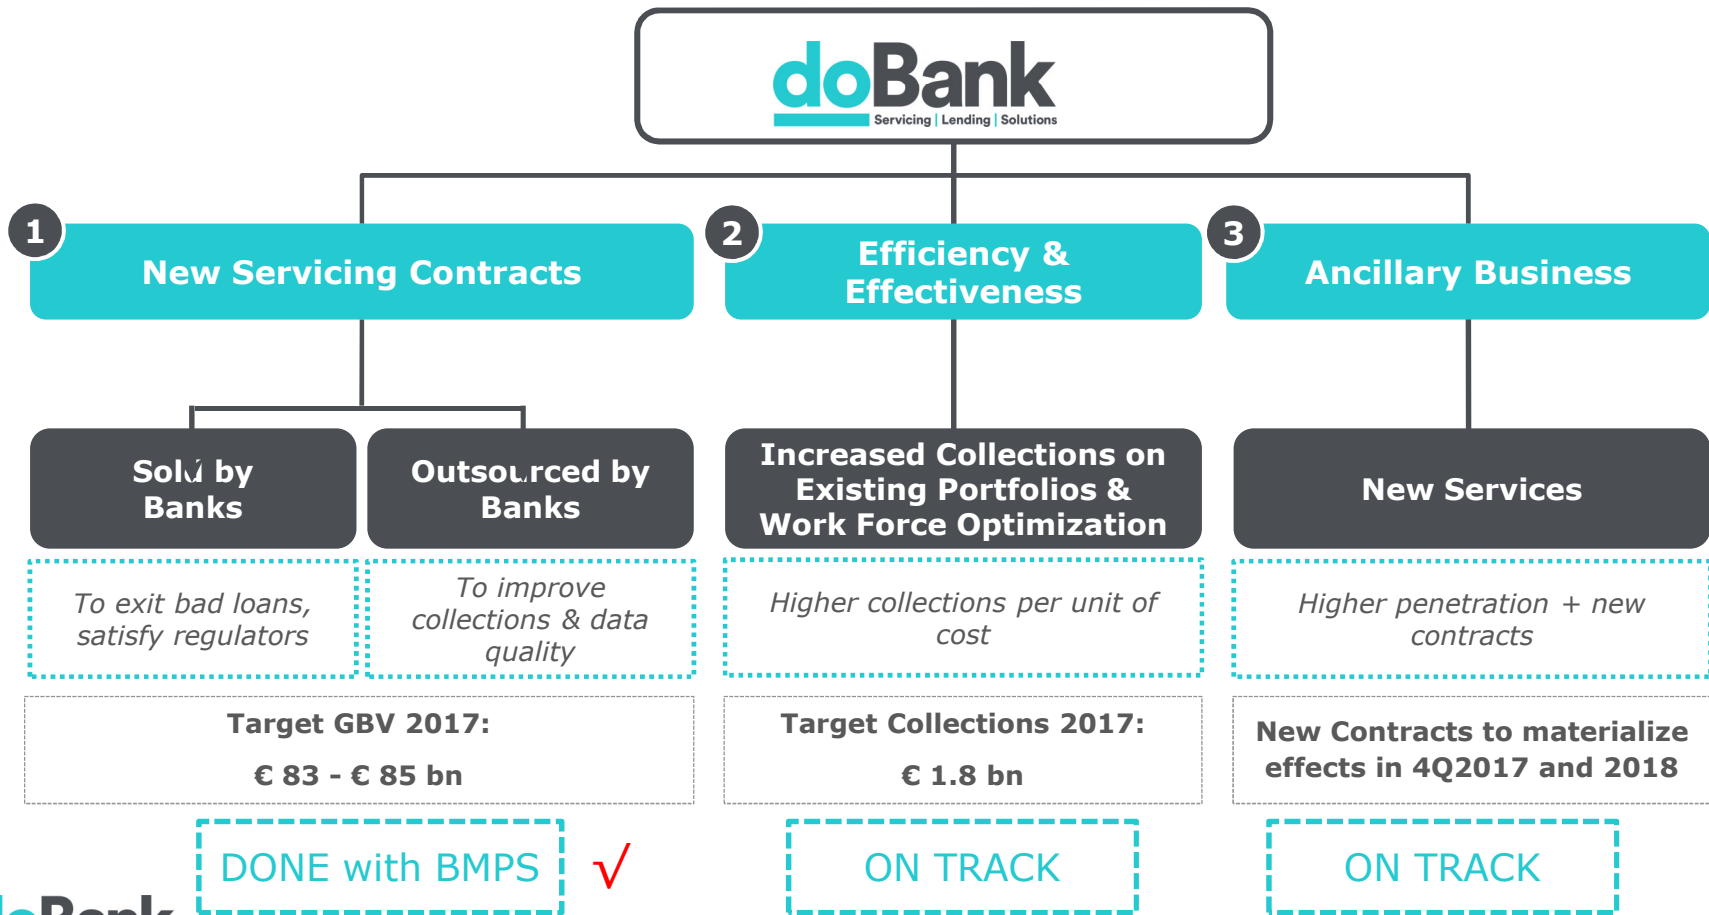 doBank
Servicing | Lending | Solutions
1
New Servicing Contracts
2
Efficiency &
Effectiveness
3
Ancillary Business
Sold by
Banks
Outsourced by
Banks
Increased Collections on
Existing Portfolios &
Work Force Optimization
New Services
To exit bad loans,
satisfy regulators
To improve
collections & data
quality
Higher collections per unit of
cost
Higher penetration + new
contracts
Target GBV 2017:
€ 83 - € 85 bn
Target Collections 2017:
€ 1.8 bn
New Contracts to materialize
effects in 4Q2017 and 2018
DONE with BMPS √
ON TRACK
ON TRACK
doBank